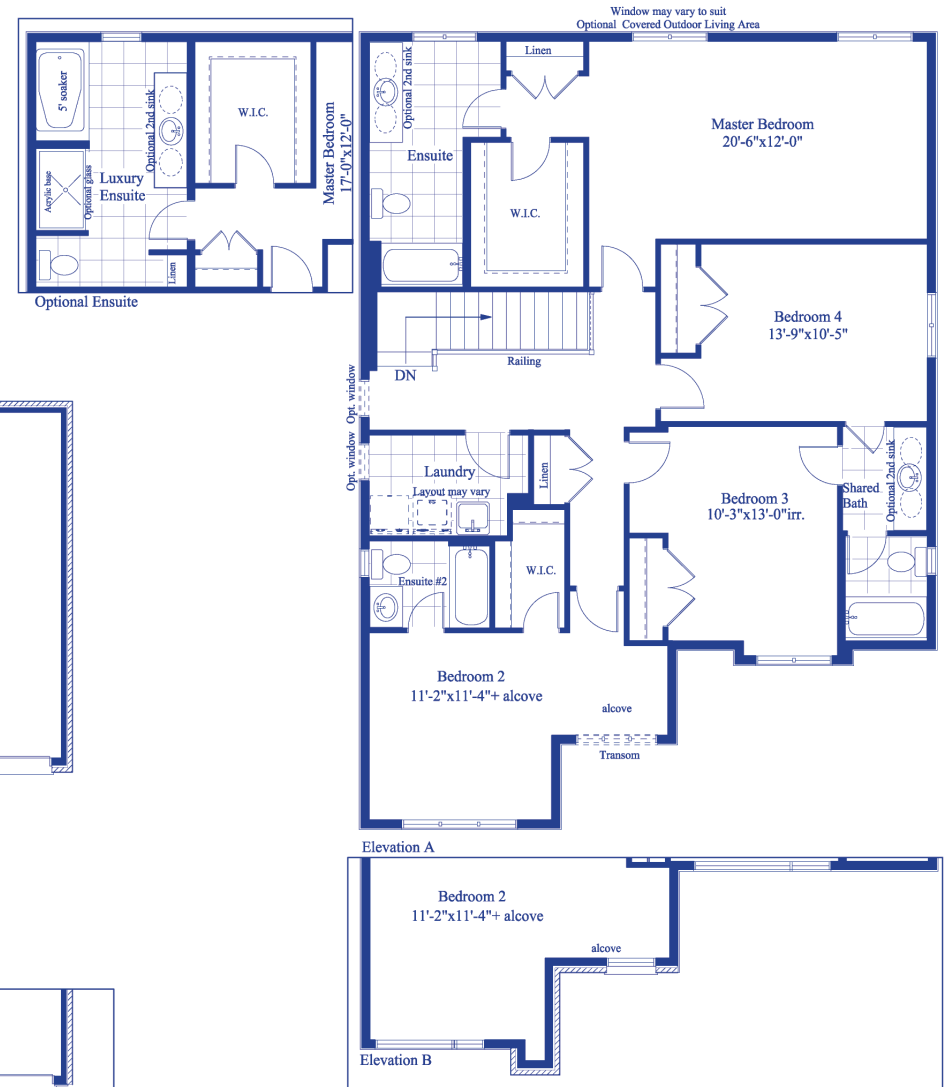 Window may vary to suit
Optional Covered Outdoor Living Area
5' soaker
Optional 2nd sink
W.I.C.
Master Bedroom
17'-0"x12'-0"
Acrylic base
Optional glass
Luxury
Ensuite
Linen
Optional Ensuite
Optional 2nd sink
Linen
Ensuite
Master Bedroom
20'-6"x12'-0"
W.I.C.
Bedroom 4
13'-9"x10'-5"
Railing
DN
Opt. window
Opt. window
Laundry
Layout may vary
Linen
Bedroom 3
10'-3"x13'-0"irr.
Shared
Bath
Optional 2nd sink
Ensuite #2
W.I.C.
Bedroom 2
11'-2"x11'-4"+ alcove
alcove
Transom
Elevation A
Bedroom 2
11'-2"x11'-4"+ alcove
alcove
Elevation B